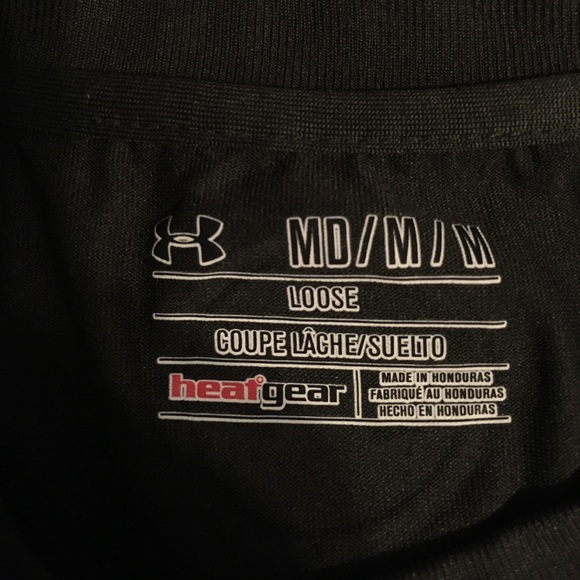 MD/M/M
LOOSE
COUPE LÂCHE/SUELTO
heatgear
MADE IN HONDURAS
FABRIQUÉ AU HONDURAS
HECHO EN HONDURAS